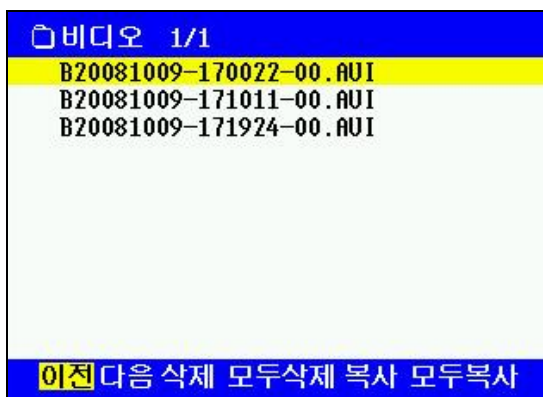 비디오 1/1
B20081009-170022-00.AVI
B20081009-171011-00.AVI
B20081009-171924-00.AVI
이전 다음 삭제 모두삭제 복사 모두복사